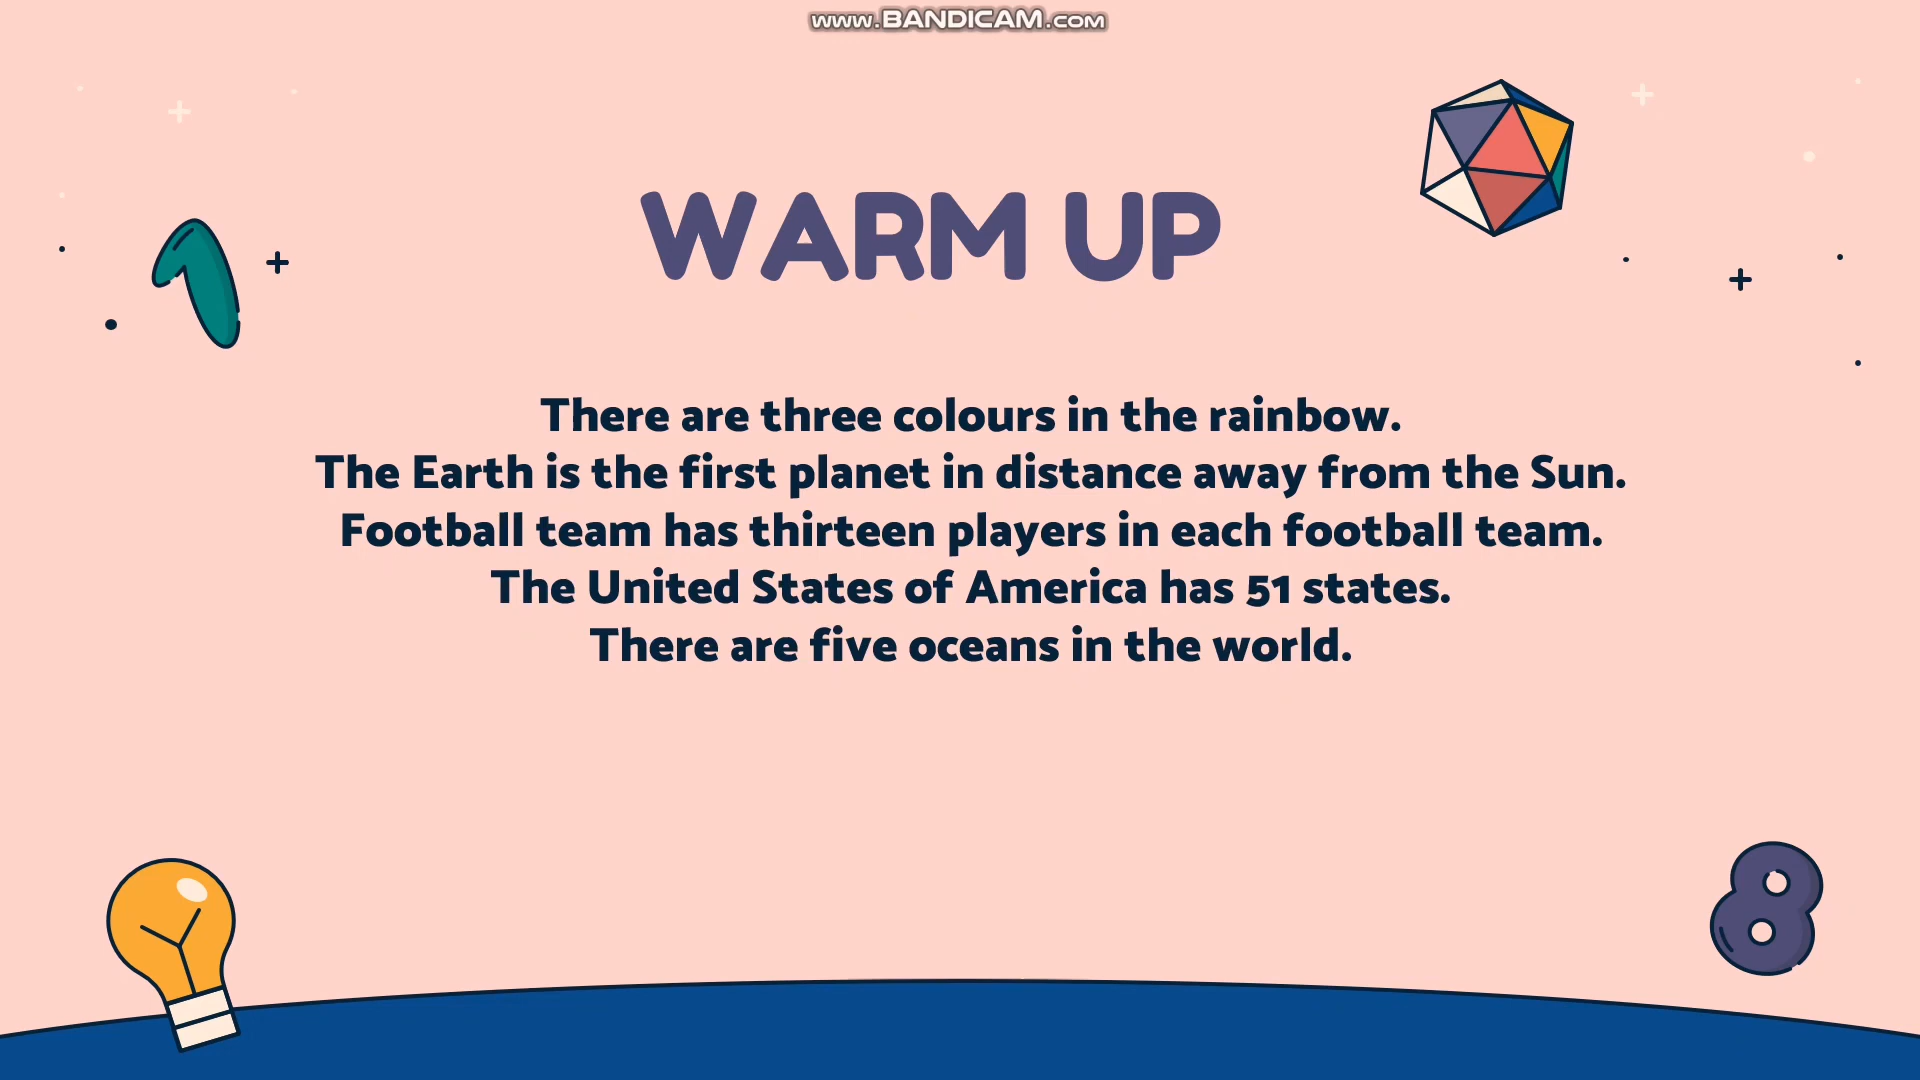 www.BANDICAM.com
WARM UP
There are three colours in the rainbow.
The Earth is the first planet in distance away from the Sun.
Football team has thirteen players in each football team.
The United States of America has 51 states.
There are five oceans in the world.
1
8